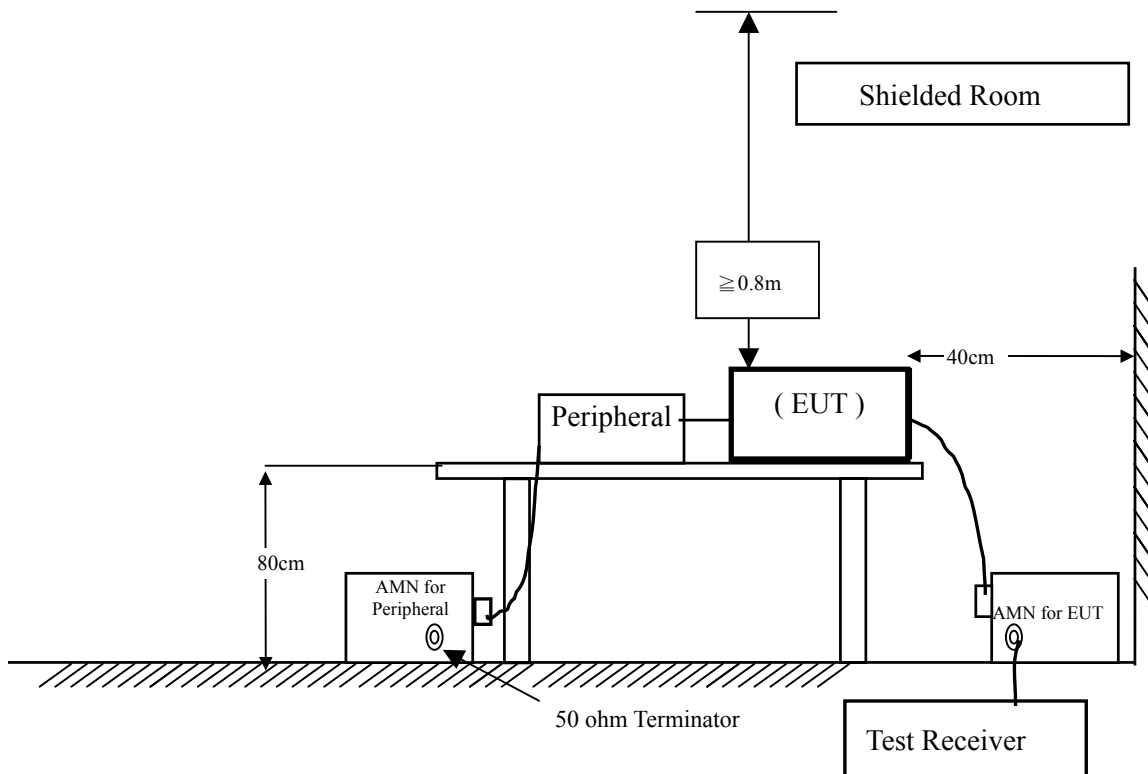 Shielded Room
≧0.8m
40cm
( EUT )
Peripheral
80cm
AMN for
Peripheral
AMN for EUT
50 ohm Terminator
Test Receiver